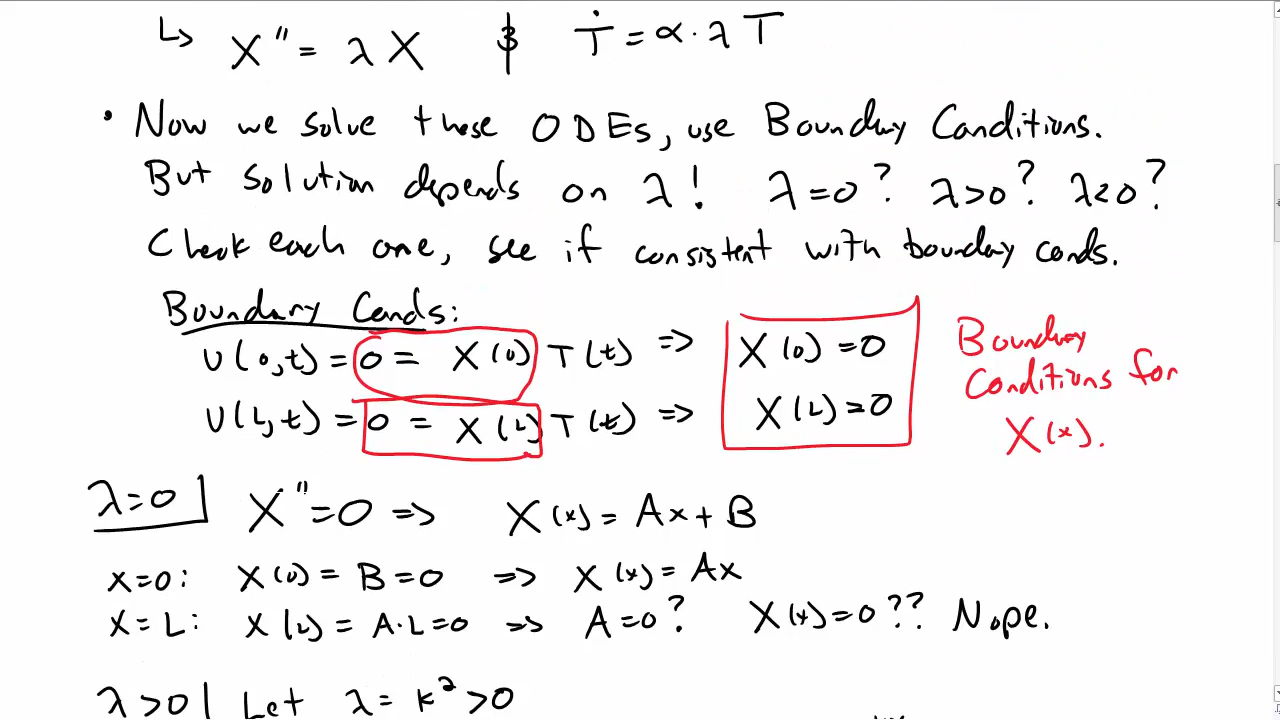 ↳ X'' = λX & Ṫ = α·λT
• Now we solve these ODEs, use Boundary Conditions.
But solution depends on λ! λ=0? λ>0? λ<0?
Check each one, see if consistent with boundary conds.
Boundary Conds:
U(0,t) = 0 = X(0) T(t) => X(0) = 0
U(L,t) = 0 = X(L) T(t) => X(L) = 0
Boundary
Conditions for
X(x).
λ=0 X''=0 => X(x) = Ax + B
x=0: X(0) = B = 0 => X(x) = Ax
x=L: X(L) = A·L=0 => A=0? X(x)=0?? Nope.
λ>0 Let λ = k²>0